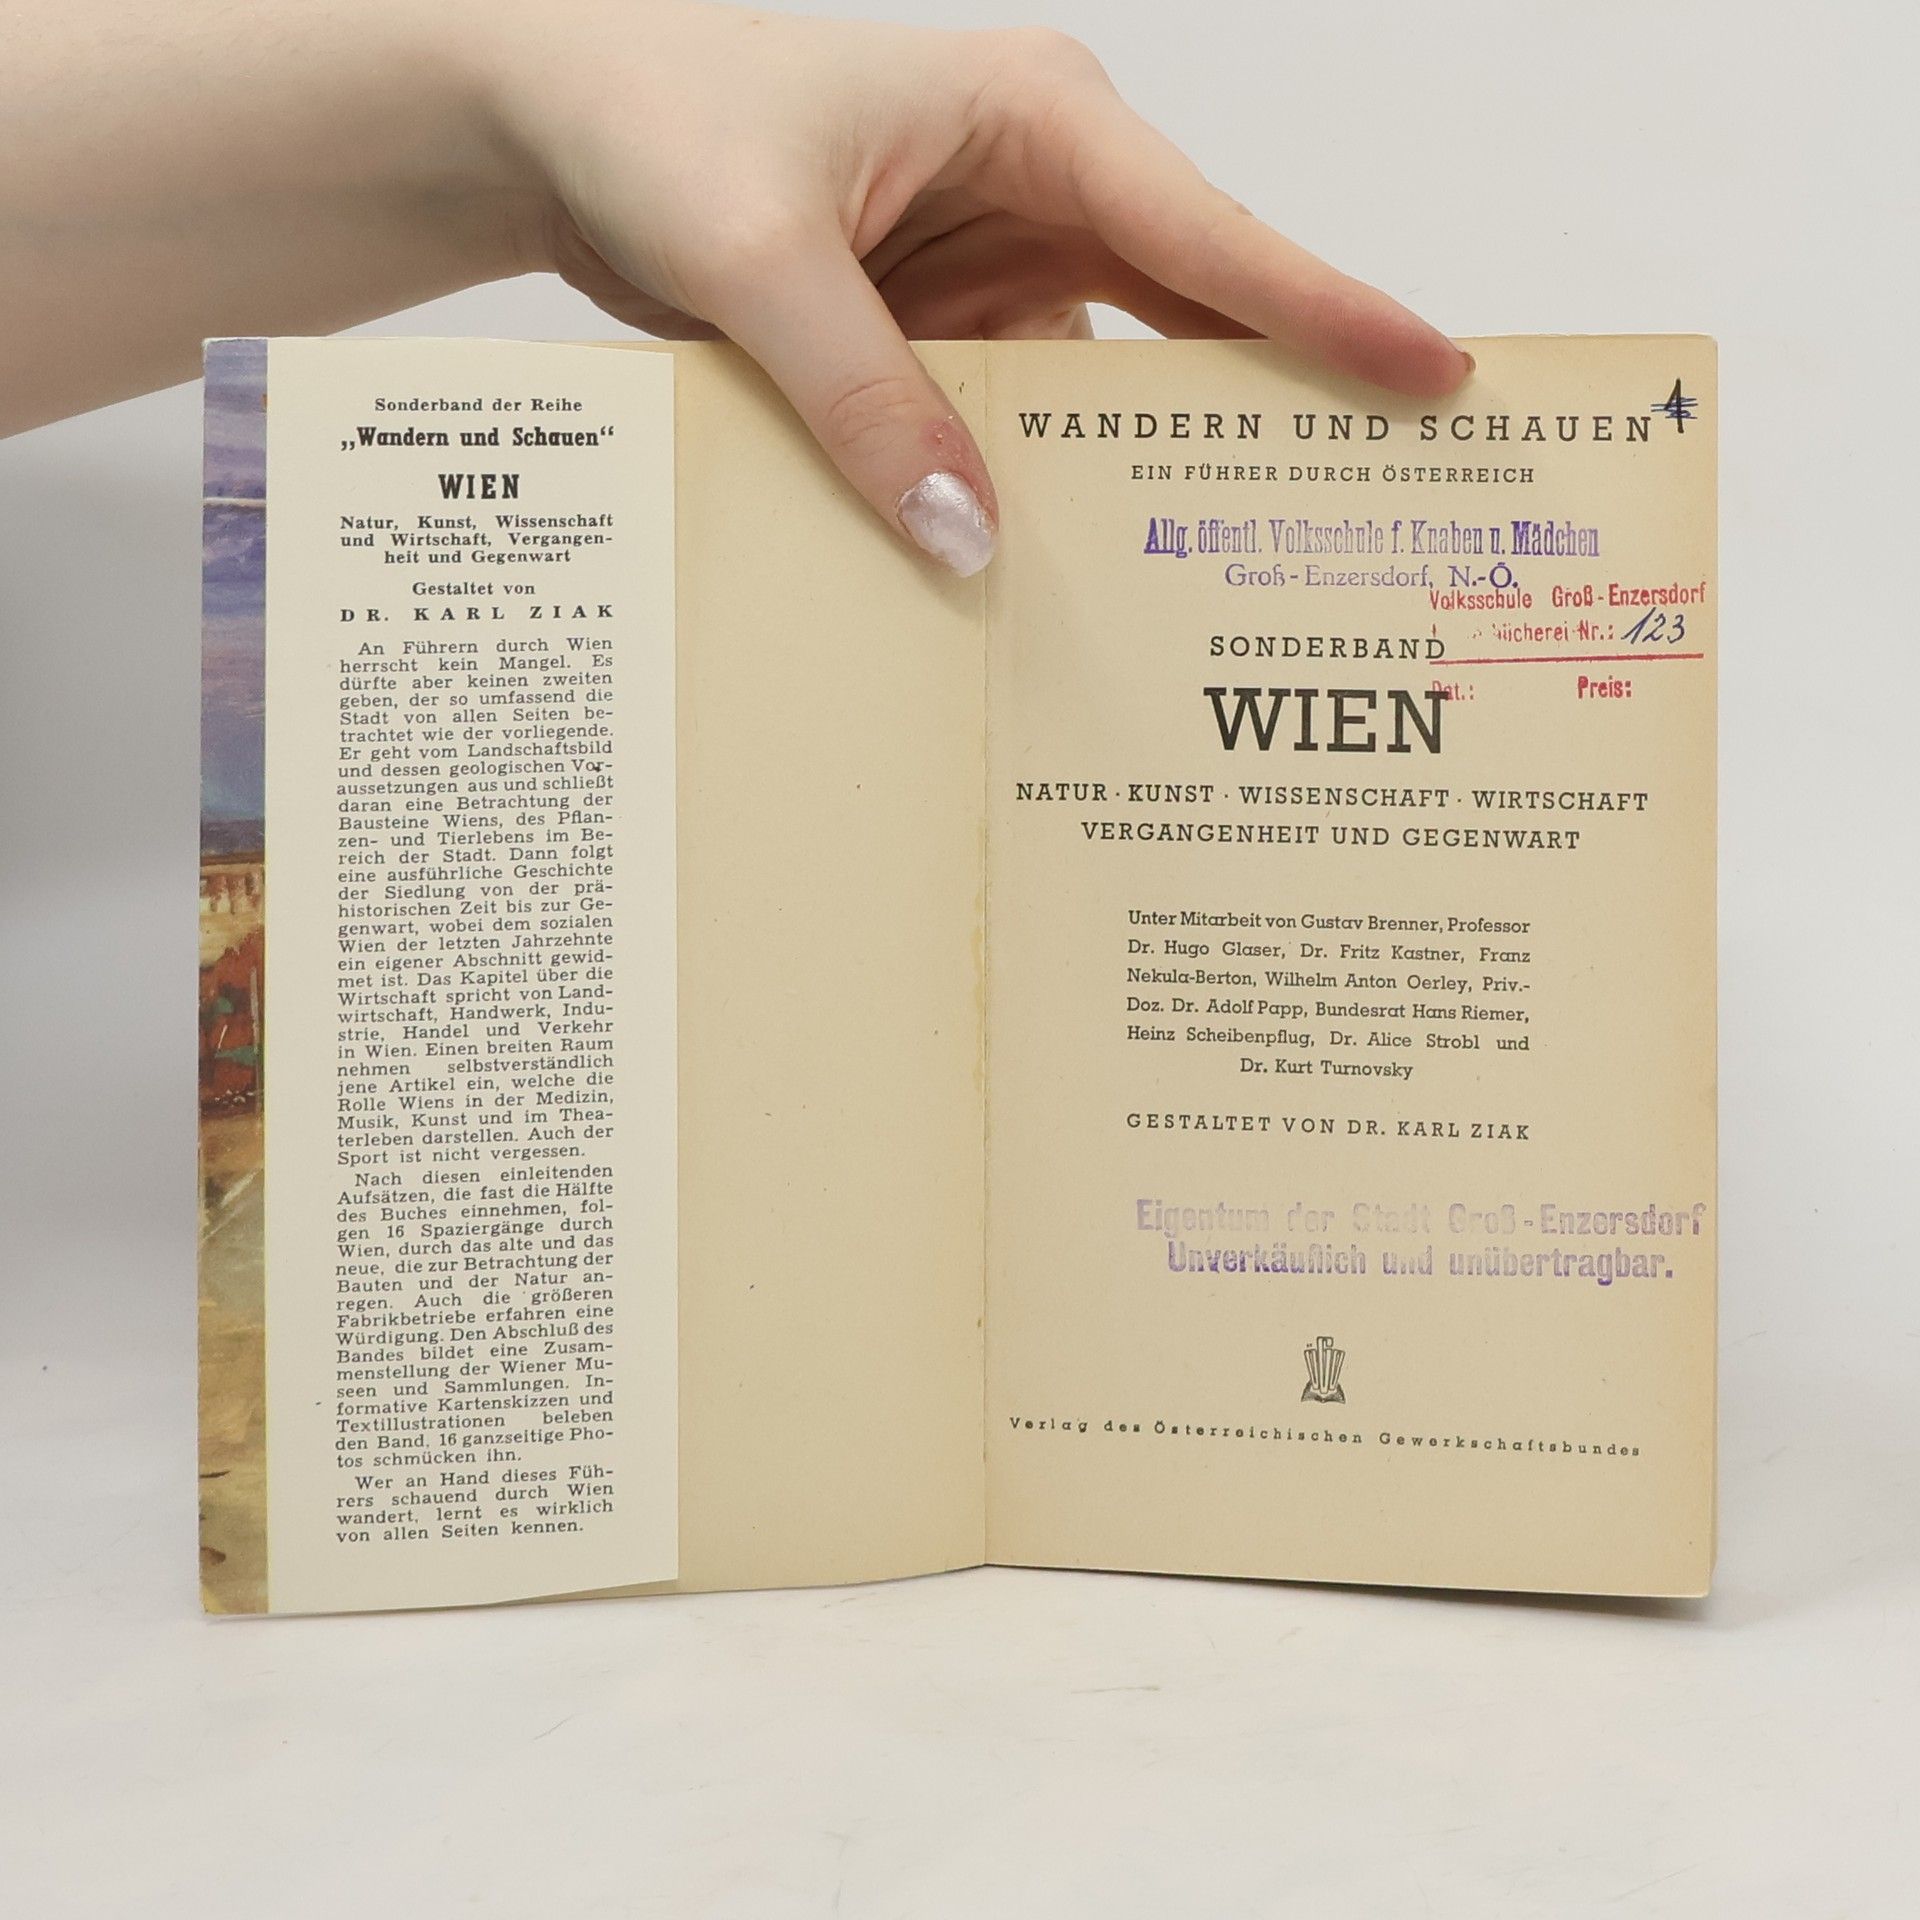 Sonderband der Reihe
„Wandern und Schauen“
WIEN
Natur, Kunst, Wissenschaft
und Wirtschaft, Vergangen-
heit und Gegenwart
Gestaltet von
DR. KARL ZIAK
An Führern durch Wien
herrscht kein Mangel. Es
dürfte aber keinen zweiten
geben, der so umfassend die
Stadt von allen Seiten be-
trachtet wie der vorliegende.
Er geht vom Landschaftsbild
und dessen geologischen Vor-
aussetzungen aus und schließt
daran eine Betrachtung der
Bausteine Wiens, des Pflan-
zen- und Tierlebens im Be-
reich der Stadt. Dann folgt
eine ausführliche Geschichte
der Siedlung von der prä-
historischen Zeit bis zur Ge-
genwart, wobei dem sozialen
Wien der letzten Jahrzehnte
ein eigener Abschnitt gewid-
met ist. Das Kapitel über die
Wirtschaft spricht von Land-
wirtschaft, Handwerk, Indu-
strie, Handel und Verkehr
in Wien. Einen breiten Raum
nehmen selbstverständlich
jene Artikel ein, welche die
Rolle Wiens in der Medizin,
Musik, Kunst und im Thea-
terleben darstellen. Auch der
Sport ist nicht vergessen.
Nach diesen einleitenden
Aufsätzen, die fast die Hälfte
des Buches einnehmen, fol-
gen 16 Spaziergänge durch
Wien, durch das alte und das
neue, die zur Betrachtung der
Bauten und der Natur an-
regen. Auch die größeren
Fabrikbetriebe erfahren eine
Würdigung. Den Abschluß des
Bandes bildet eine Zusam-
menstellung der Wiener Mu-
seen und Sammlungen. In-
formative Kartenskizzen und
Textillustrationen beleben
den Band, 16 ganzseitige Pho-
tos schmücken ihn.
Wer an Hand dieses Füh-
rers schauend durch Wien
wandert, lernt es wirklich
von allen Seiten kennen.
WANDERN UND SCHAUEN
EIN FÜHRER DURCH ÖSTERREICH
Allg. öffentl. Volksschule f. Knaben u. Mädchen
Groß-Enzersdorf, N.-Ö.
Volksschule Groß-Enzersdorf
bücherei Nr.: 123
SONDERBAND
Dat.: Preis:
WIEN
NATUR · KUNST · WISSENSCHAFT · WIRTSCHAFT
VERGANGENHEIT UND GEGENWART
Unter Mitarbeit von Gustav Brenner, Professor
Dr. Hugo Glaser, Dr. Fritz Kastner, Franz
Nekula-Berton, Wilhelm Anton Oerley, Priv.-
Doz. Dr. Adolf Papp, Bundesrat Hans Riemer,
Heinz Scheibenpflug, Dr. Alice Strobl und
Dr. Kurt Turnovsky
GESTALTET VON DR. KARL ZIAK
Eigentum der Stadt Groß-Enzersdorf
Unverkäuflich und unübertragbar.
Verlag des Österreichischen Gewerkschaftsbundes